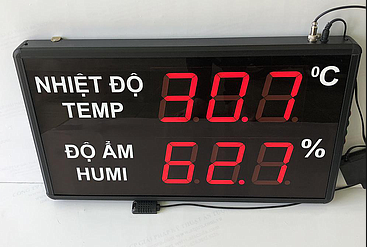 NHIỆT ĐỘ 30.7 ⁰C
TEMP
ĐỘ ẨM 62.7 %
HUMI